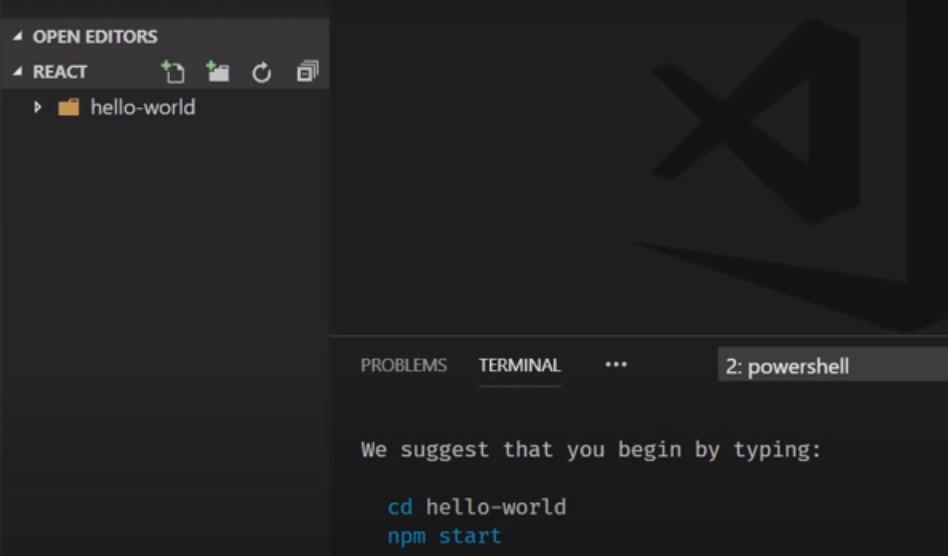 OPEN EDITORS
REACT
hello-world
PROBLEMS TERMINAL ••• 2: powershell
We suggest that you begin by typing:
cd hello-world
npm start